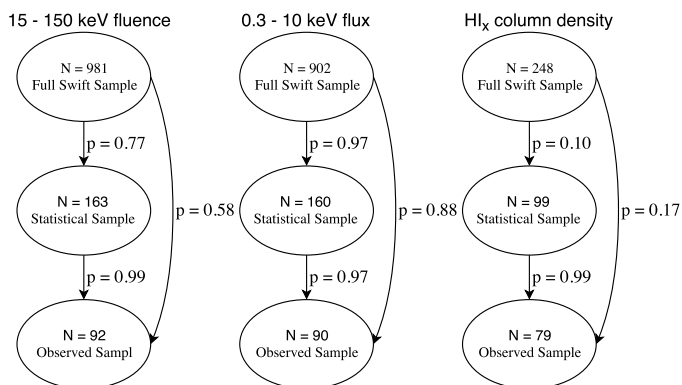 15 - 150 keV fluence
N = 981
Full Swift Sample
p = 0.77
N = 163
Statistical Sample
p = 0.58
p = 0.99
N = 92
Observed Sampl
0.3 - 10 keV flux
N = 902
Full Swift Sample
p = 0.97
N = 160
Statistical Sample
p = 0.88
p = 0.97
N = 90
Observed Sample
HIx column density
N = 248
Full Swift Sample
p = 0.10
N = 99
Statistical Sample
p = 0.17
p = 0.99
N = 79
Observed Sample